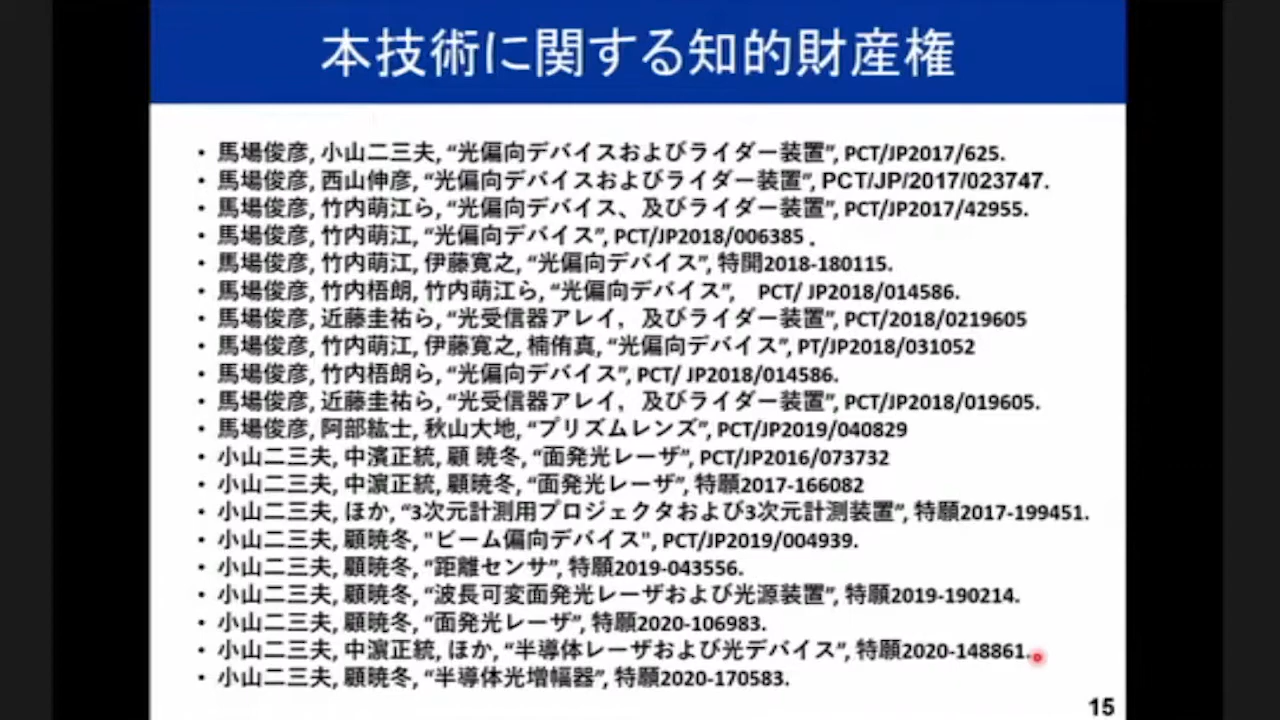 本技術に関する知的財産権
• 馬場俊彦, 小山二三夫, “光偏向デバイスおよびライダー装置”, PCT/JP2017/625.
• 馬場俊彦, 西山伸彦, “光偏向デバイスおよびライダー装置”, PCT/JP/2017/023747.
• 馬場俊彦, 竹内萌江ら, “光偏向デバイス、及びライダー装置”, PCT/JP2017/42955.
• 馬場俊彦, 竹内萌江, “光偏向デバイス”, PCT/JP2018/006385 .
• 馬場俊彦, 竹内萌江, 伊藤寛之, “光偏向デバイス”, 特開2018-180115.
• 馬場俊彦, 竹内梧朗, 竹内萌江ら, “光偏向デバイス”,　PCT/ JP2018/014586.
• 馬場俊彦, 近藤圭祐ら, “光受信器アレイ，及びライダー装置”, PCT/2018/0219605
• 馬場俊彦, 竹内萌江, 伊藤寛之, 楠侑真, “光偏向デバイス”, PT/JP2018/031052
• 馬場俊彦, 竹内梧朗ら, “光偏向デバイス”, PCT/ JP2018/014586.
• 馬場俊彦, 近藤圭祐ら, “光受信器アレイ，及びライダー装置”, PCT/JP2018/019605.
• 馬場俊彦, 阿部紘士, 秋山大地, “プリズムレンズ”, PCT/JP2019/040829
• 小山二三夫, 中濱正統, 顧 暁冬, “面発光レーザ”, PCT/JP2016/073732
• 小山二三夫, 中濵正統, 顧暁冬, “面発光レーザ”, 特願2017-166082
• 小山二三夫, ほか, “3次元計測用プロジェクタおよび3次元計測装置”, 特願2017-199451.
• 小山二三夫, 顧暁冬, "ビーム偏向デバイス", PCT/JP2019/004939.
• 小山二三夫, 顧暁冬, “距離センサ”, 特願2019-043556.
• 小山二三夫, 顧暁冬, “波長可変面発光レーザおよび光源装置”, 特願2019-190214.
• 小山二三夫, 顧暁冬, “面発光レーザ”, 特願2020-106983.
• 小山二三夫, 中濵正統, ほか, “半導体レーザおよび光デバイス”, 特願2020-148861.
• 小山二三夫, 顧暁冬, “半導体光増幅器”, 特願2020-170583.
15